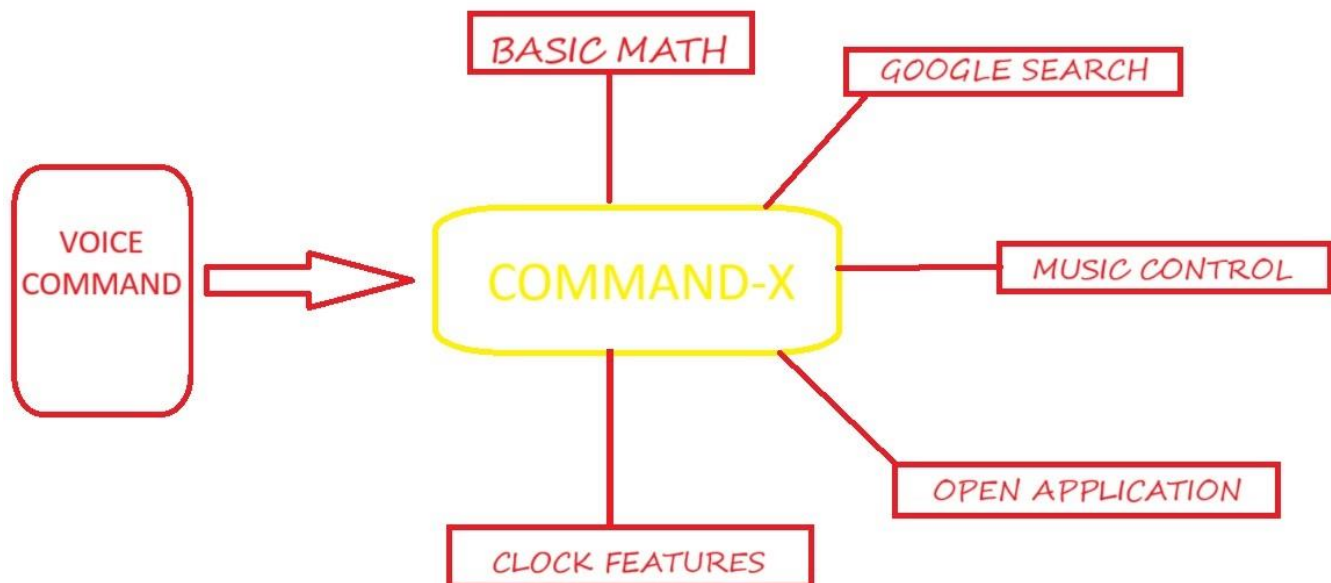 BASIC MATH
GOOGLE SEARCH
VOICE
COMMAND
COMMAND-X
MUSIC CONTROL
OPEN APPLICATION
CLOCK FEATURES